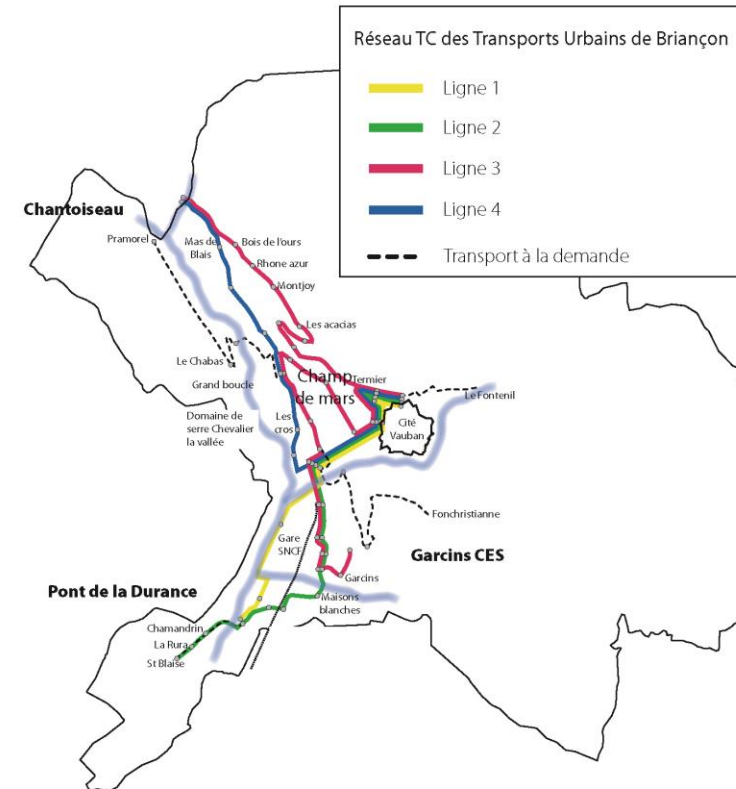 Réseau TC des Transports Urbains de Briançon
Ligne 1
Ligne 2
Ligne 3
Ligne 4
Transport à la demande
Chantoiseau
Pramorel
Mas de
Blais
Bois de l'ours
Rhone azur
Montjoy
Les acacias
Le Chabas
Grand boucle
Champ
de mars
Termier
Le Fontenil
Domaine de
serre Chevalier
la vallée
Les
cros
Cité
Vauban
Fonchristianne
Gare
SNCF
Garcins CES
Garcins
Pont de la Durance
Maisons
blanches
Chamandrin
La Rura
St Blaise